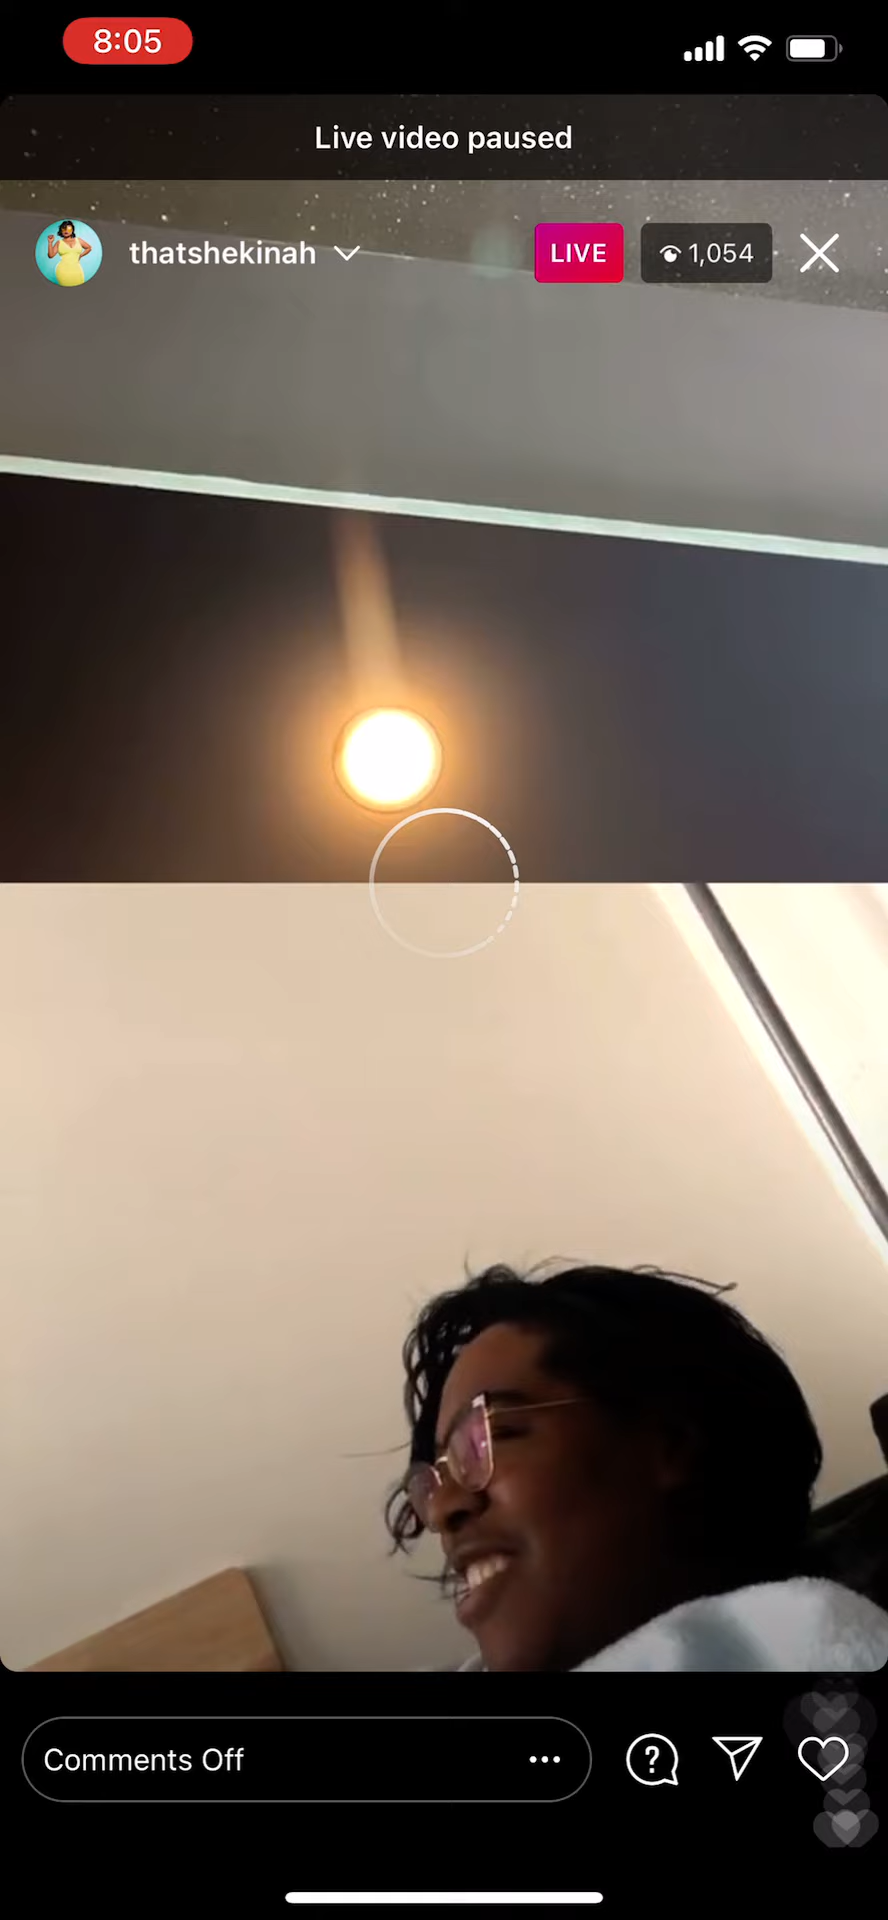 8:05
Live video paused
thatshekinah
LIVE
1,054
Comments Off